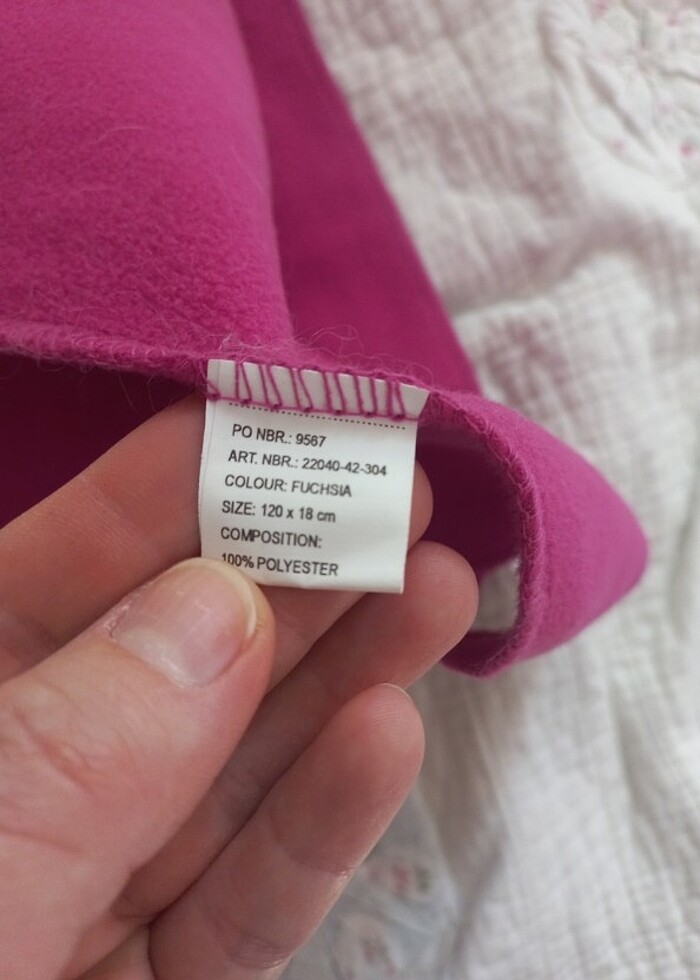 PO NBR.: 9567
ART. NBR.: 22040-42-304
COLOUR: FUCHSIA
SIZE: 120 x 18 cm
COMPOSITION:
100% POLYESTER